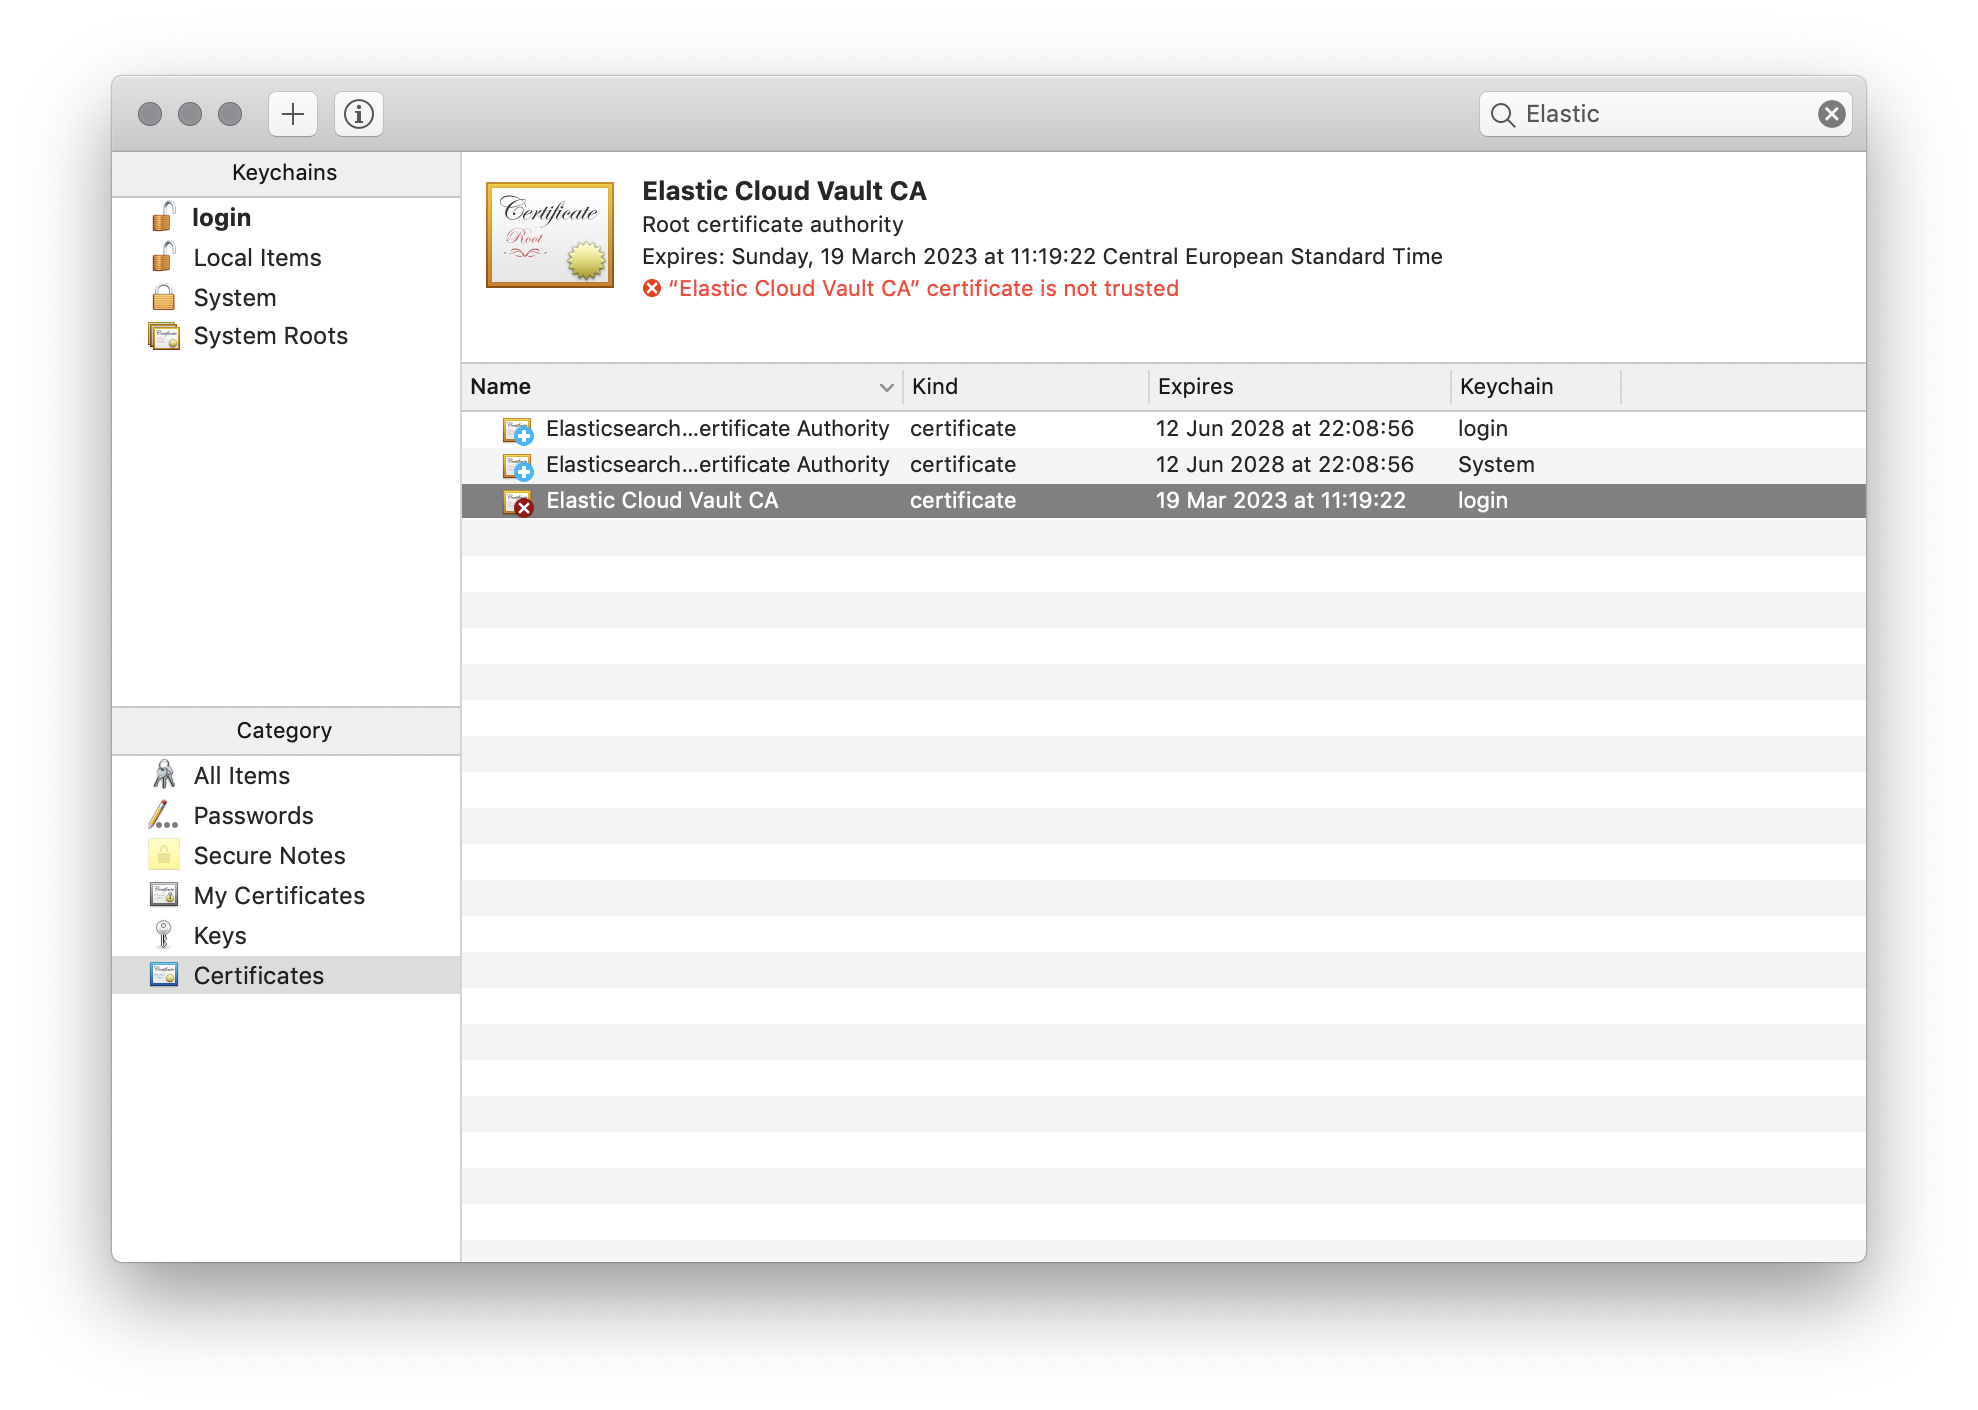 Elastic
Keychains
login
Local Items
System
System Roots
Certificate
Root
Elastic Cloud Vault CA
Root certificate authority
Expires: Sunday, 19 March 2023 at 11:19:22 Central European Standard Time
“Elastic Cloud Vault CA” certificate is not trusted
Name Kind Expires Keychain
Elasticsearch...ertificate Authority certificate 12 Jun 2028 at 22:08:56 login
Elasticsearch...ertificate Authority certificate 12 Jun 2028 at 22:08:56 System
Elastic Cloud Vault CA certificate 19 Mar 2023 at 11:19:22 login
Category
All Items
Passwords
Secure Notes
My Certificates
Keys
Certificates